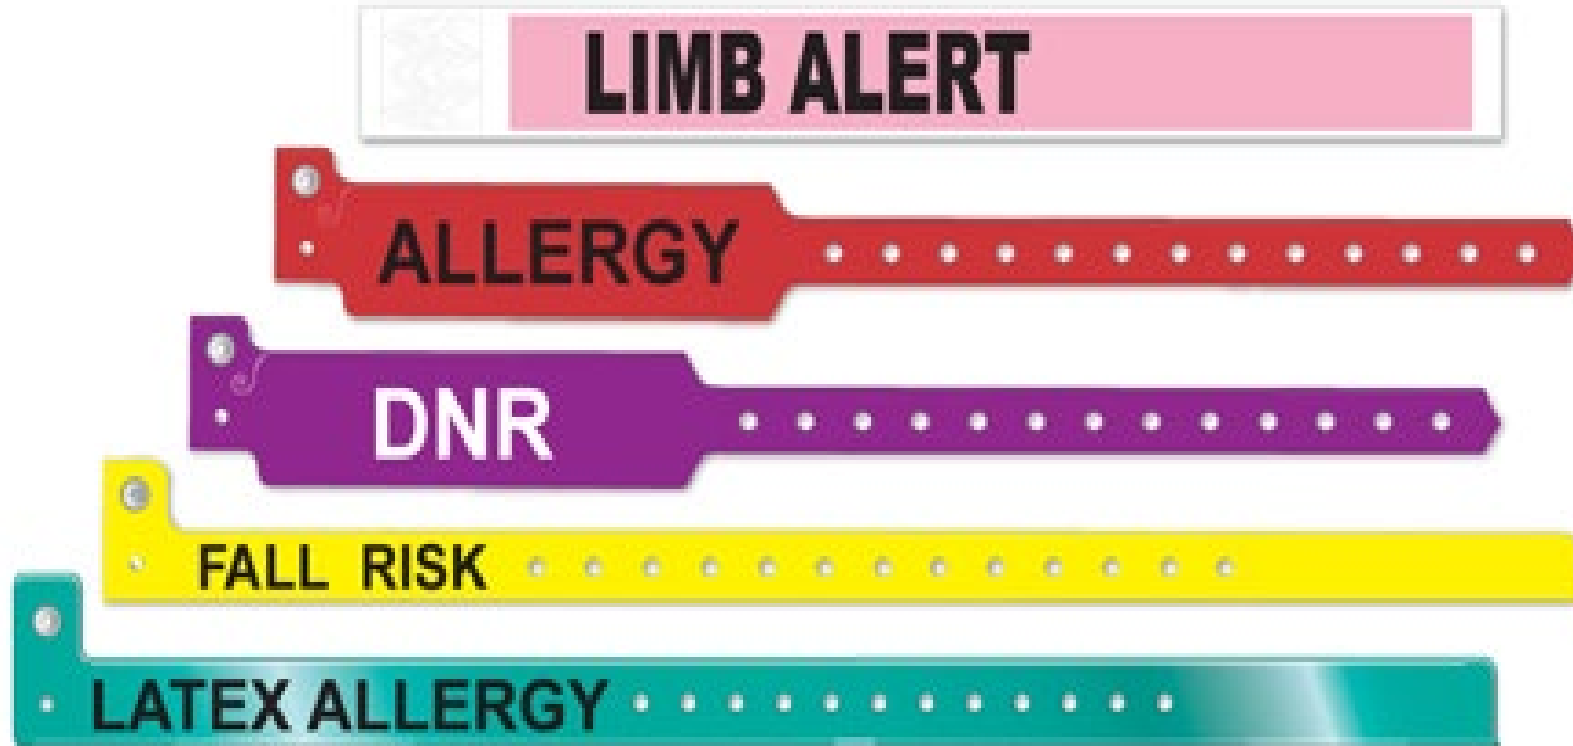 LIMB ALERT
ALLERGY
DNR
FALL RISK
LATEX ALLERGY